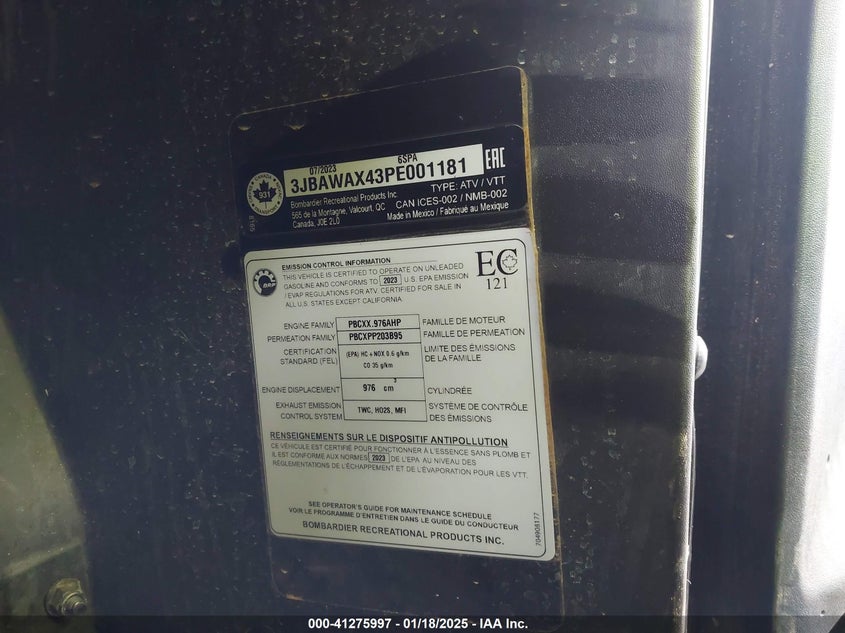 07/2023 6SPA
3JBAWAX43PE001181
EAC
931
Bombardier Recreational Products Inc TYPE: ATV / VTT
565 de la Montagne, Valcourt, QC CAN ICES-002 / NMB-002
Canada, J0E 2L0 Made in Mexico / Fabriqué au Mexique
BRP
EMISSION CONTROL INFORMATION
THIS VEHICLE IS CERTIFIED TO OPERATE ON UNLEADED
GASOLINE AND CONFORMS TO 2023 U.S. EPA EMISSION
/ EVAP REGULATIONS FOR ATV. CERTIFIED FOR SALE IN
ALL U.S. STATES EXCEPT CALIFORNIA.
EC
121
ENGINE FAMILY PBCXX.976AHP FAMILLE DE MOTEUR
PERMEATION FAMILY PBCXPP203B95 FAMILLE DE PERMEATION
CERTIFICATION (EPA) HC + NOX 0.6 g/km LIMITE DES ÉMISSIONS
STANDARD (FEL) CO 35 g/km DE LA FAMILLE
ENGINE DISPLACEMENT 976 cm3 CYLINDRÉE
EXHAUST EMISSION TWC, HO2S, MFI SYSTÈME DE CONTRÔLE
CONTROL SYSTEM DES ÉMISSIONS
RENSEIGNEMENTS SUR LE DISPOSITIF ANTIPOLLUTION
CE VÉHICULE EST CERTIFIÉ POUR FONCTIONNER À L'ESSENCE SANS PLOMB ET
IL EST CONFORME AUX NORMES 2023 DE L'EPA AU NIVEAU DES
RÉGLEMENTATIONS DE L'ÉCHAPPEMENT ET DE L'ÉVAPORATION POUR LES VTT.
SEE OPERATOR'S GUIDE FOR MAINTENANCE SCHEDULE
VOIR LE PROGRAMME D'ENTRETIEN DANS LE GUIDE DU CONDUCTEUR
BOMBARDIER RECREATIONAL PRODUCTS INC.
704908177
000-41275997 - 01/18/2025 - IAA Inc.